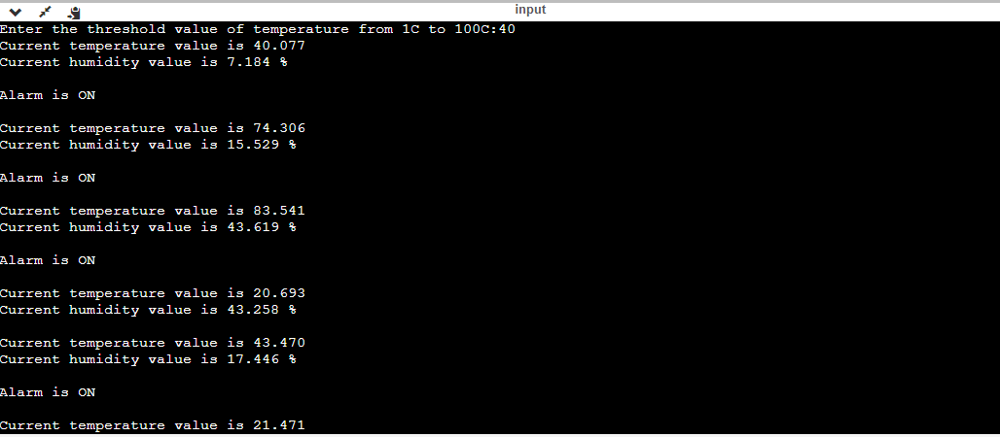 input
Enter the threshold value of temperature from 1C to 100C:40
Current temperature value is 40.077
Current humidity value is 7.184 %
Alarm is ON
Current temperature value is 74.306
Current humidity value is 15.529 %
Alarm is ON
Current temperature value is 83.541
Current humidity value is 43.619 %
Alarm is ON
Current temperature value is 20.693
Current humidity value is 43.258 %
Current temperature value is 43.470
Current humidity value is 17.446 %
Alarm is ON
Current temperature value is 21.471